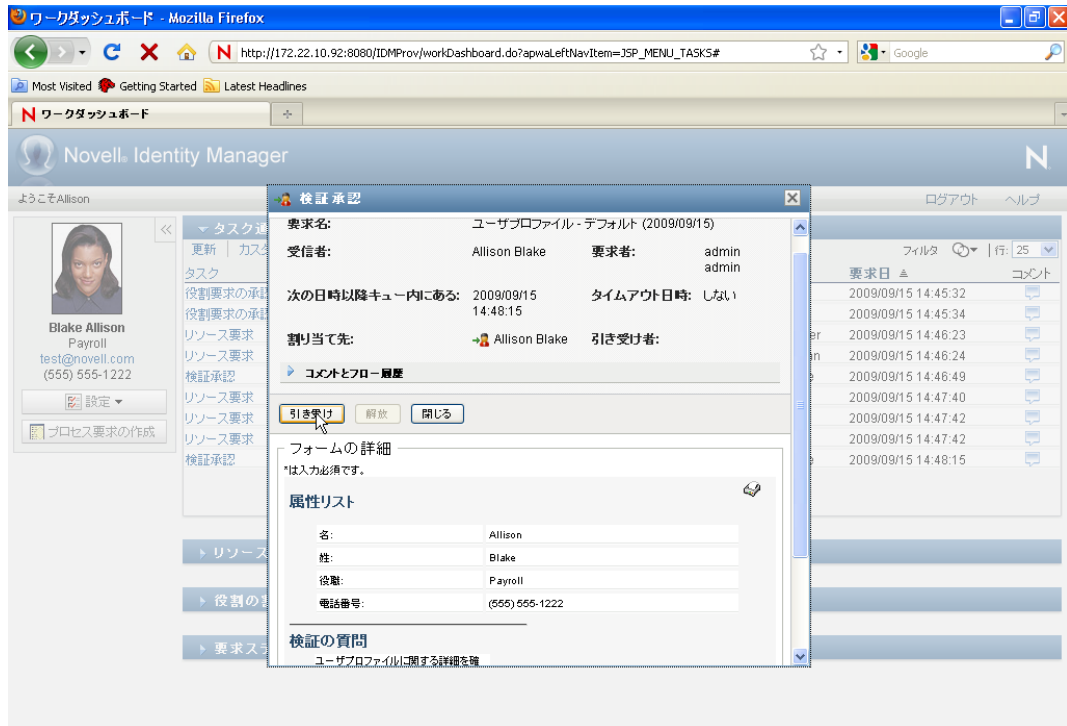 ワークダッシュボード - Mozilla Firefox
http://172.22.10.92:8080/IDMProv/workDashboard.do?apwaLeftNavItem=JSP_MENU_TASKS#
Google
Most Visited Getting Started Latest Headlines
ワークダッシュボード
Novell® Identity Manager
N
ようこそAllison
ログアウト ヘルプ
Blake Allison
Payroll
test@novell.com
(555) 555-1222
設定
プロセス要求の作成
更新
フィルタ 行: 25
タスク 要求日 コメント
役割要求の承 2009/09/15 14:45:32
役割要求の承 2009/09/15 14:45:34
リソース要求 2009/09/15 14:46:23
リソース要求 2009/09/15 14:46:24
検証承認 2009/09/15 14:46:49
リソース要求 2009/09/15 14:47:40
リソース要求 2009/09/15 14:47:42
リソース要求 2009/09/15 14:47:42
検証承認 2009/09/15 14:48:15
リソース
役割の
要求ス
検証承認
要求名: ユーザプロファイル - デフォルト (2009/09/15)
受信者: Allison Blake 要求者: admin
admin
次の日時以降キュー内にある: 2009/09/15 タイムアウト日時: しない
14:48:15
割り当て先: Allison Blake 引き受け者:
コメントとフロー履歴
引き受け 解放 閉じる
フォームの詳細
*は入力必須です。
属性リスト
名: Allison
姓: Blake
役職: Payroll
電話番号: (555) 555-1222
検証の質問
ユーザプロファイルに関する詳細を確